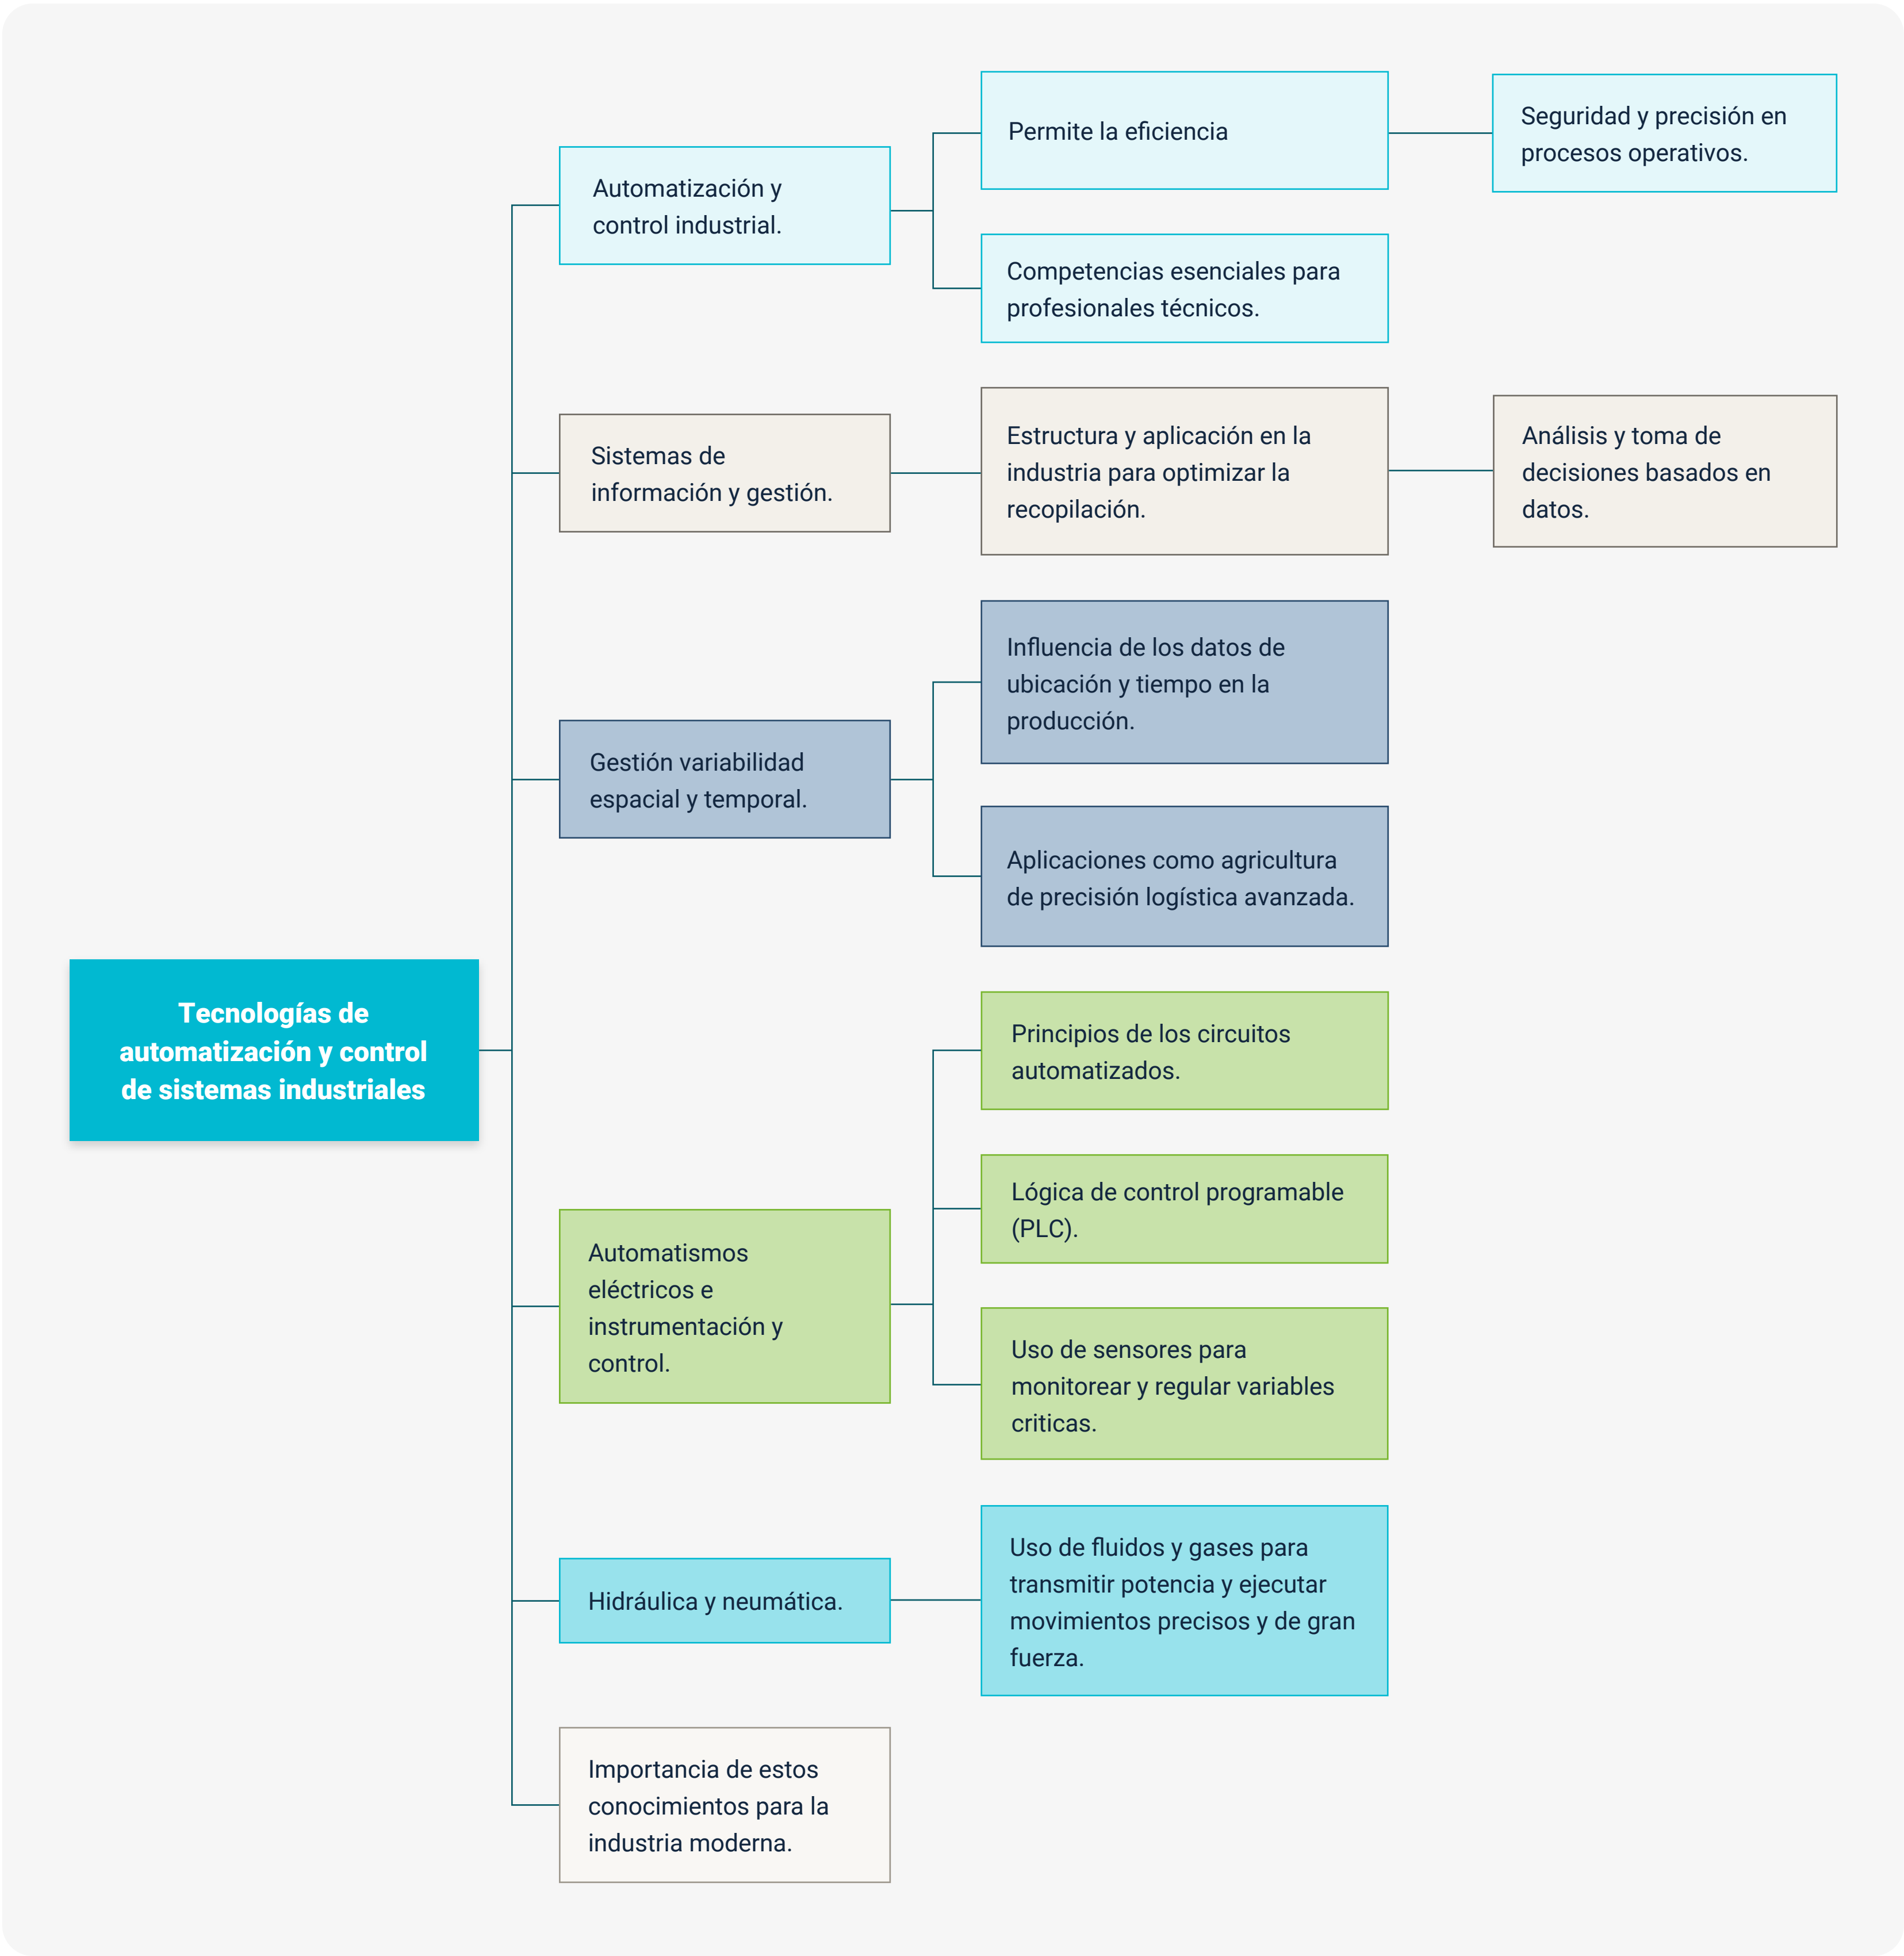 Tecnologías de
automatización y control
de sistemas industriales
Automatización y
control industrial.
Permite la eficiencia
Seguridad y precisión en
procesos operativos.
Competencias esenciales para
profesionales técnicos.
Sistemas de
información y gestión.
Estructura y aplicación en la
industria para optimizar la
recopilación.
Análisis y toma de
decisiones basados en
datos.
Gestión variabilidad
espacial y temporal.
Influencia de los datos de
ubicación y tiempo en la
producción.
Aplicaciones como agricultura
de precisión logística avanzada.
Automatismos
eléctricos e
instrumentación y
control.
Principios de los circuitos
automatizados.
Lógica de control programable
(PLC).
Uso de sensores para
monitorear y regular variables
criticas.
Hidráulica y neumática.
Uso de fluidos y gases para
transmitir potencia y ejecutar
movimientos precisos y de gran
fuerza.
Importancia de estos
conocimientos para la
industria moderna.